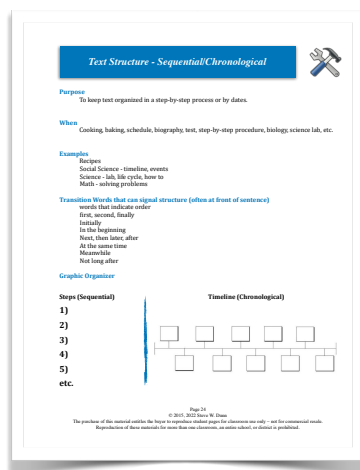 Text Structure - Sequential/Chronological
Purpose
To keep text organized in a step-by-step process or by dates.
When
Cooking, baking, schedule, biography, test, step-by-step procedure, biology, science lab, etc.
Examples
Recipes
Social Science - timeline, events
Science - lab, life cycle, how to
Math - solving problems
Transition Words that can signal structure (often at front of sentence)
words that indicate order
first, second, finally
Initially
In the beginning
Next, then later, after
At the same time
Meanwhile
Not long after
Graphic Organizer
Steps (Sequential)
1)
2)
3)
4)
5)
etc.
Timeline (Chronological)
Page 24
© 2015, 2022 Steve W. Dunn
The purchase of this material entitles the buyer to reproduce student pages for classroom use only – not for commercial resale.
Reproduction of these materials for more than one classroom, an entire school, or district is prohibited.